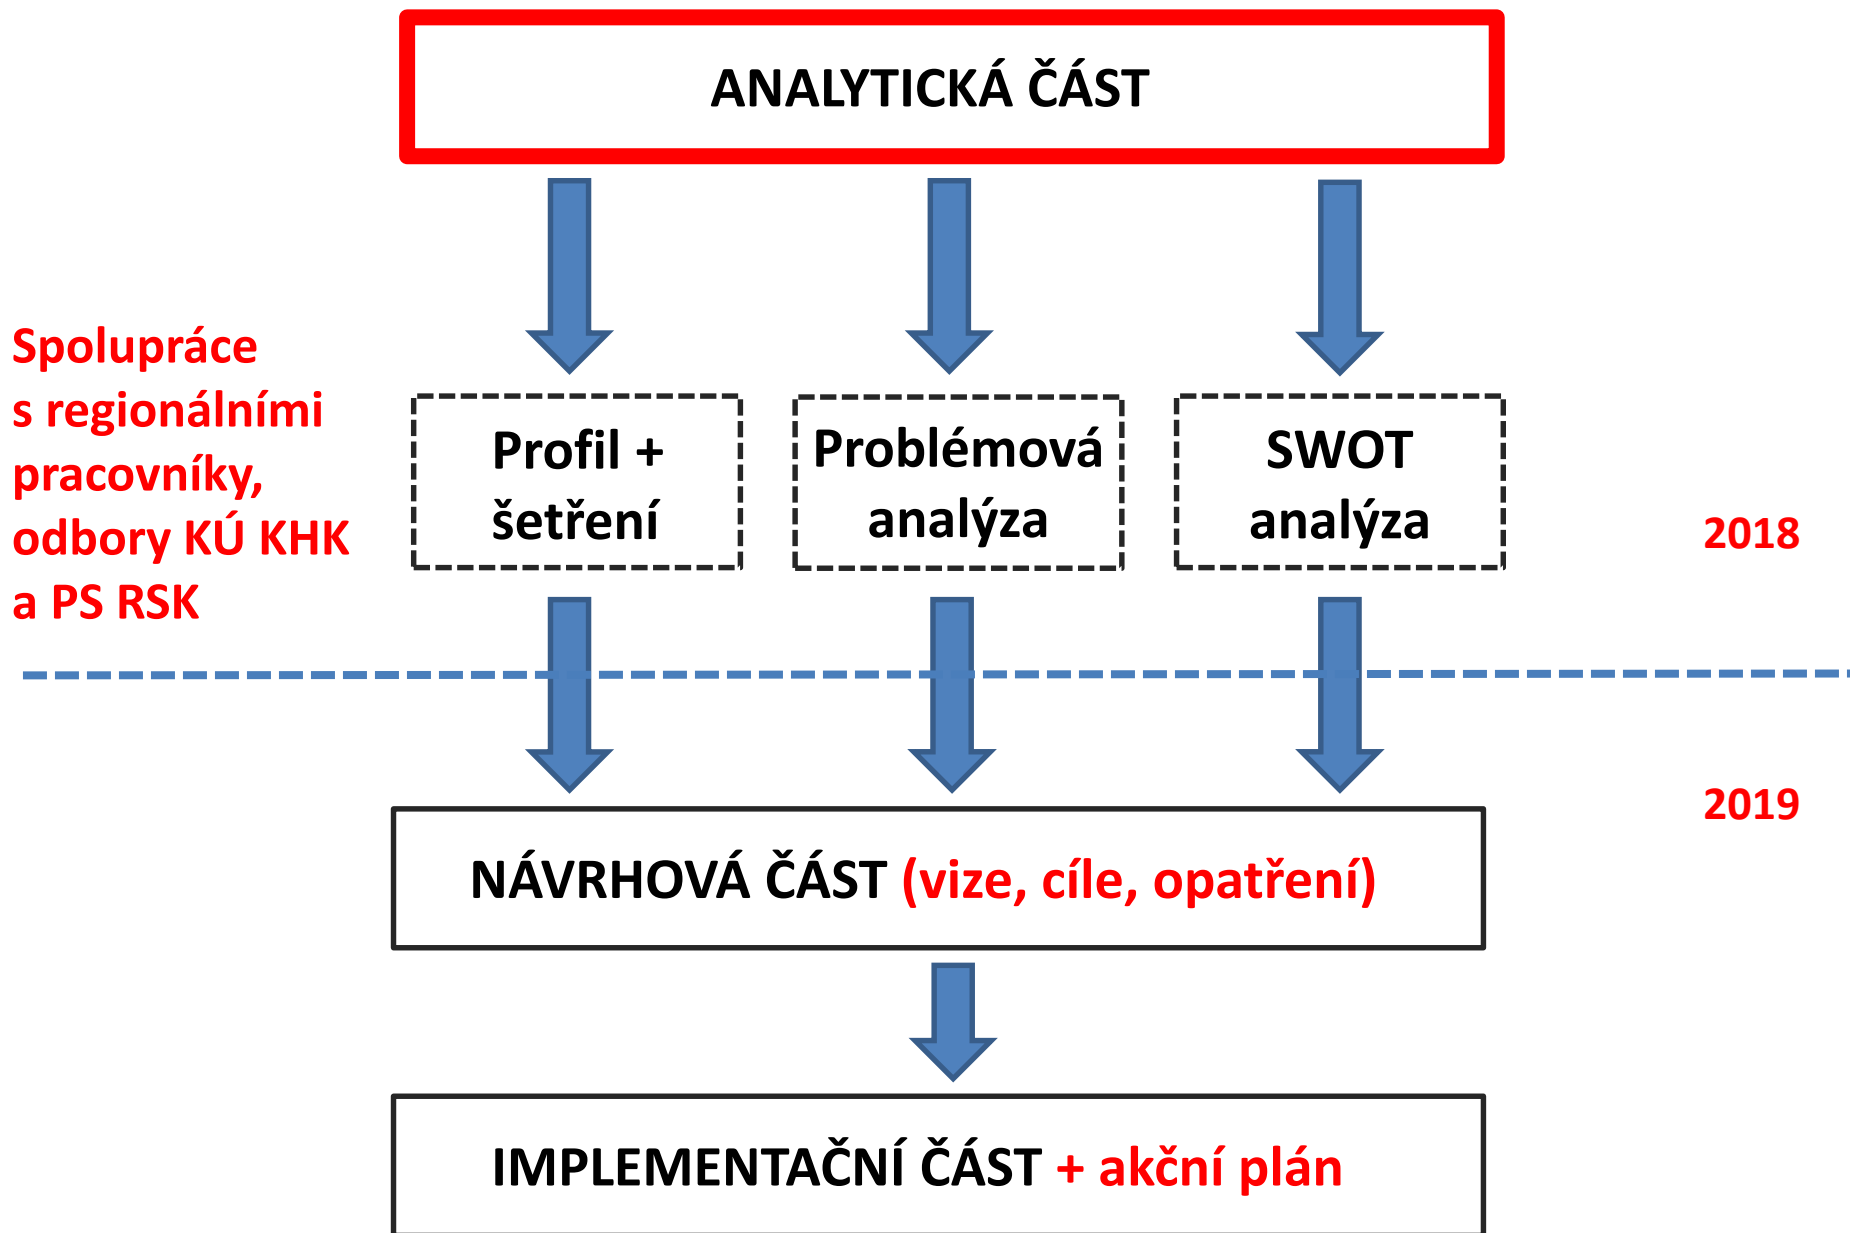 ANALYTICKÁ ČÁST
Spolupráce
s regionálními
pracovníky,
odbory KÚ KHK
a PS RSK
Profil +
šetření
Problémová
analýza
SWOT
analýza
2018
2019
NÁVRHOVÁ ČÁST (vize, cíle, opatření)
IMPLEMENTAČNÍ ČÁST + akční plán